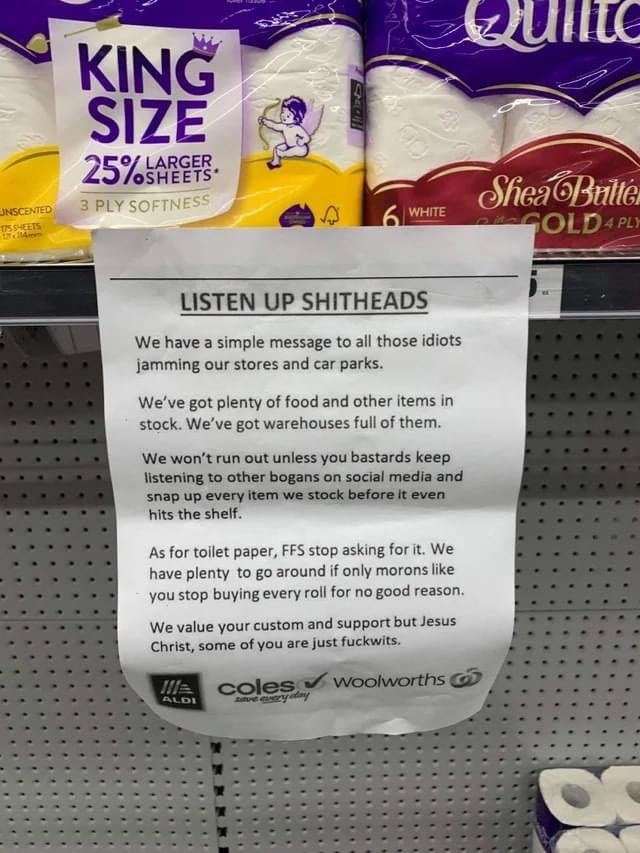 KING
SIZE
25% LARGER
SHEETS*
3 PLY SOFTNESS
UNSCENTED
175 SHEETS
6 WHITE
Shea Butter
GOLD 4 PLY
LISTEN UP SHITHEADS
We have a simple message to all those idiots
jamming our stores and car parks.
We've got plenty of food and other items in
stock. We've got warehouses full of them.
We won't run out unless you bastards keep
listening to other bogans on social media and
snap up every item we stock before it even
hits the shelf.
As for toilet paper, FFS stop asking for it. We
have plenty to go around if only morons like
you stop buying every roll for no good reason.
We value your custom and support but Jesus
Christ, some of you are just fuckwits.
ALDI
coles
save every day
Woolworths